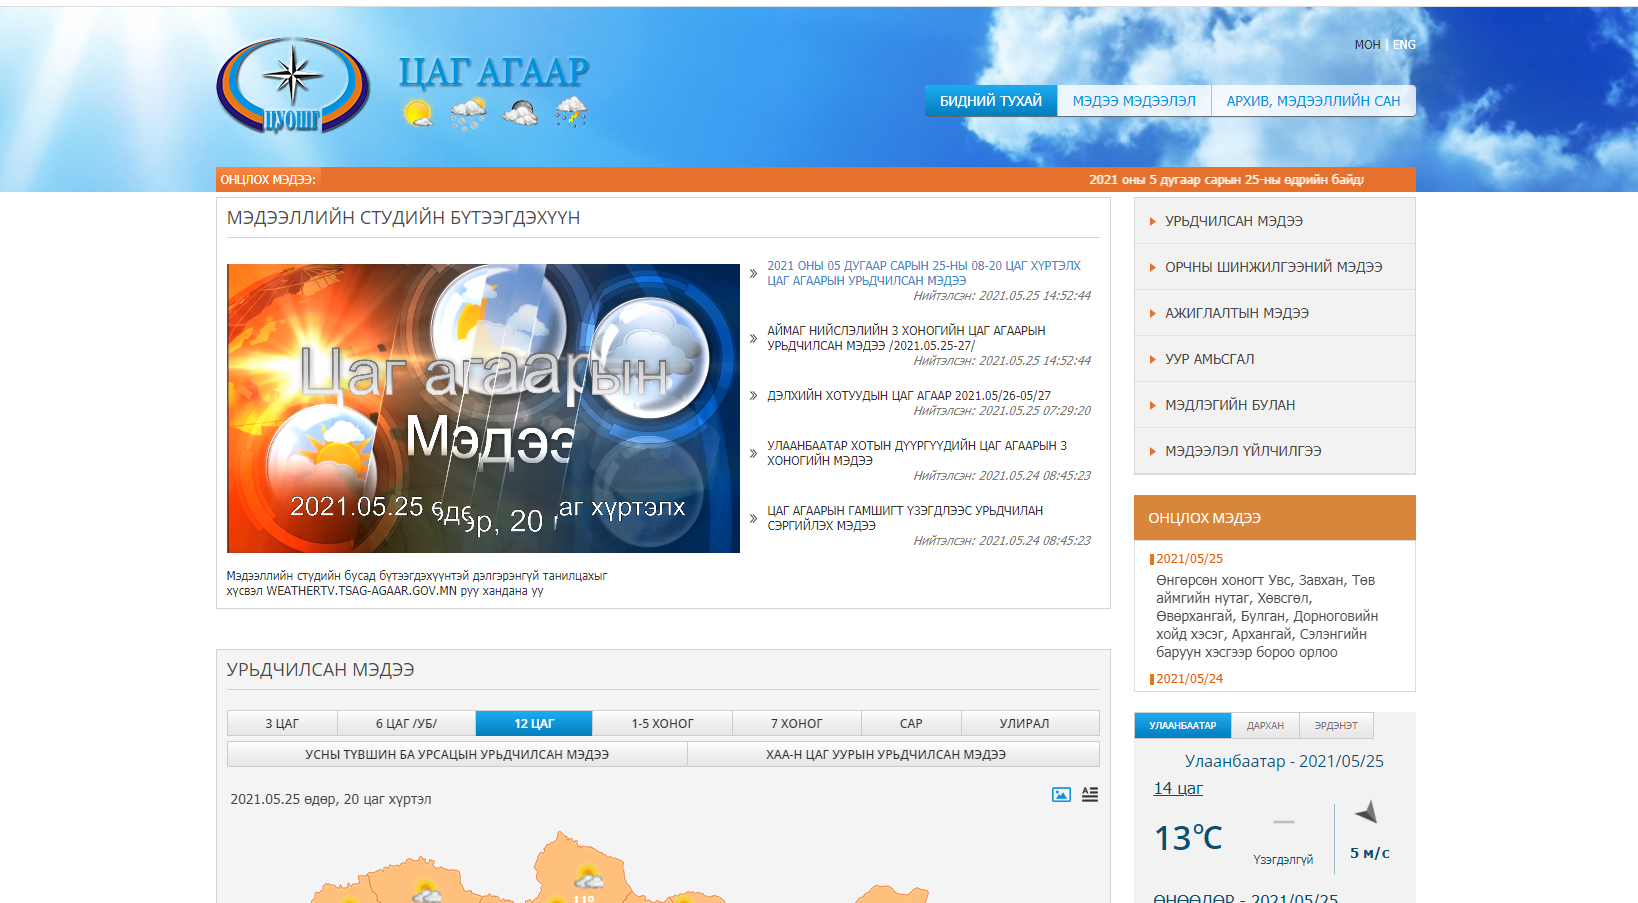 МОН | ENG
ЦАГ АГААР
ЦУОШГ
БИДНИЙ ТУХАЙ
МЭДЭЭ МЭДЭЭЛЭЛ
АРХИВ, МЭДЭЭЛЛИЙН САН
ОНЦЛОХ МЭДЭЭ:
2021 оны 5 дугаар сарын 25-ны өдрийн байдл
МЭДЭЭЛЛИЙН СТУДИЙН БҮТЭЭГДЭХҮҮН
Цаг агаарын
Мэдээ
2021.05.25 өдөр, 20 цаг хүртэлх
2021 ОНЫ 05 ДУГААР САРЫН 25-НЫ 08-20 ЦАГ ХҮРТЭЛХ
ЦАГ АГААРЫН УРЬДЧИЛСАН МЭДЭЭ
Нийтэлсэн: 2021.05.25 14:52:44
АЙМАГ НИЙСЛЭЛИЙН 3 ХОНОГИЙН ЦАГ АГААРЫН
УРЬДЧИЛСАН МЭДЭЭ /2021.05.25-27/
Нийтэлсэн: 2021.05.25 14:52:44
ДЭЛХИЙН ХОТУУДЫН ЦАГ АГААР 2021.05/26-05/27
Нийтэлсэн: 2021.05.25 07:29:20
УЛААНБААТАР ХОТЫН ДҮҮРГҮҮДИЙН ЦАГ АГААРЫН 3
ХОНОГИЙН МЭДЭЭ
Нийтэлсэн: 2021.05.24 08:45:23
ЦАГ АГААРЫН ГАМШИГТ ҮЗЭГДЛЭЭС УРЬДЧИЛАН
СЭРГИЙЛЭХ МЭДЭЭ
Нийтэлсэн: 2021.05.24 08:45:23
Мэдээллийн студийн бусад бүтээгдэхүүнтэй дэлгэрэнгүй танилцахыг
хүсвэл WEATHERTV.TSAG-AGAAR.GOV.MN руу хандана уу
УРЬДЧИЛСАН МЭДЭЭ
3 ЦАГ
6 ЦАГ /УБ/
12 ЦАГ
1-5 ХОНОГ
7 ХОНОГ
САР
УЛИРАЛ
УСНЫ ТҮВШИН БА УРСАЦЫН УРЬДЧИЛСАН МЭДЭЭ
ХАА-Н ЦАГ УУРЫН УРЬДЧИЛСАН МЭДЭЭ
2021.05.25 өдөр, 20 цаг хүртэл
11°
УРЬДЧИЛСАН МЭДЭЭ
ОРЧНЫ ШИНЖИЛГЭЭНИЙ МЭДЭЭ
АЖИГЛАЛТЫН МЭДЭЭ
УУР АМЬСГАЛ
МЭДЛЭГИЙН БУЛАН
МЭДЭЭЛЭЛ ҮЙЛЧИЛГЭЭ
ОНЦЛОХ МЭДЭЭ
2021/05/25
Өнгөрсөн хоногт Увс, Завхан, Төв
аймгийн нутаг, Хөвсгөл,
Өвөрхангай, Булган, Дорноговийн
хойд хэсэг, Архангай, Сэлэнгийн
баруун хэсгээр бороо орлоо
2021/05/24
УЛААНБААТАР
ДАРХАН
ЭРДЭНЭТ
Улаанбаатар - 2021/05/25
14 цаг
13°C
Үзэгдэлгүй
5 м/с
ӨНӨӨДӨР - 2021/05/25